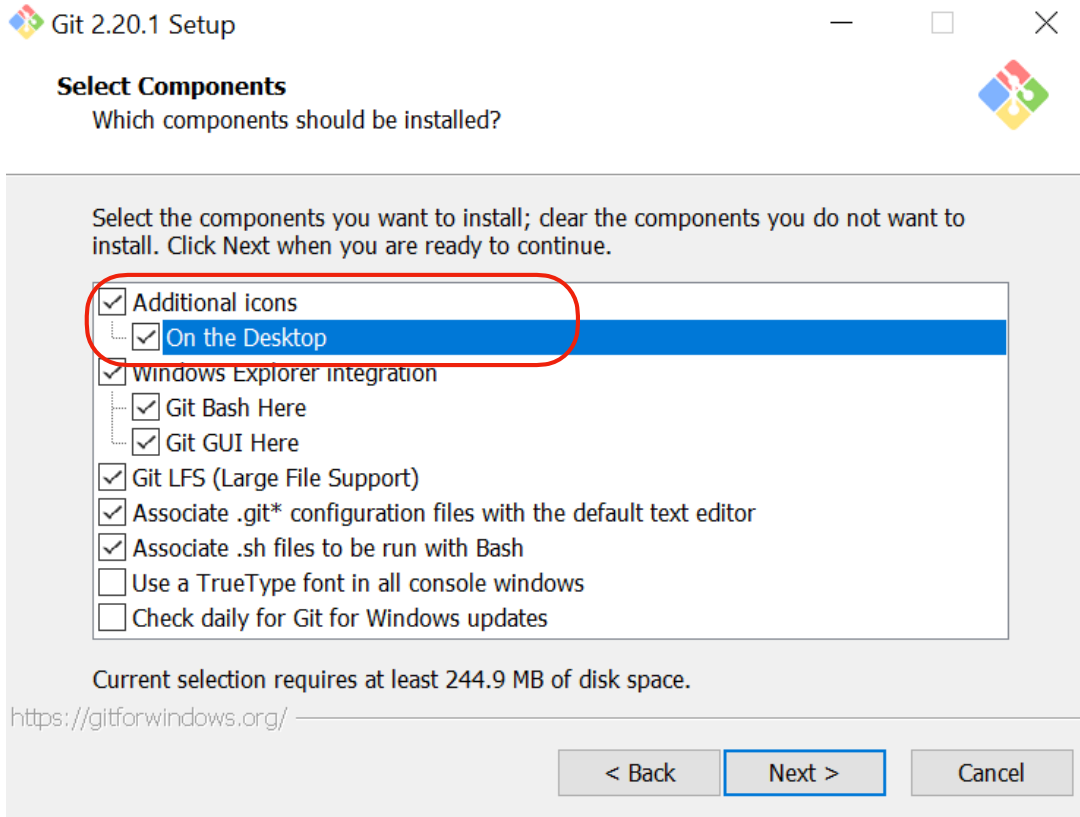 Git 2.20.1 Setup
Select Components
Which components should be installed?
Select the components you want to install; clear the components you do not want to
install. Click Next when you are ready to continue.
Additional icons
On the Desktop
Windows Explorer integration
Git Bash Here
Git GUI Here
Git LFS (Large File Support)
Associate .git* configuration files with the default text editor
Associate .sh files to be run with Bash
Use a TrueType font in all console windows
Check daily for Git for Windows updates
Current selection requires at least 244.9 MB of disk space.
https://gitforwindows.org/
< Back
Next >
Cancel